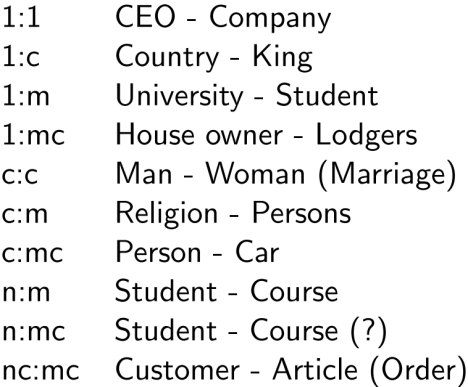 1:1 CEO - Company
1:c Country - King
1:m University - Student
1:mc House owner - Lodgers
c:c Man - Woman (Marriage)
c:m Religion - Persons
c:mc Person - Car
n:m Student - Course
n:mc Student - Course (?)
nc:mc Customer - Article (Order)